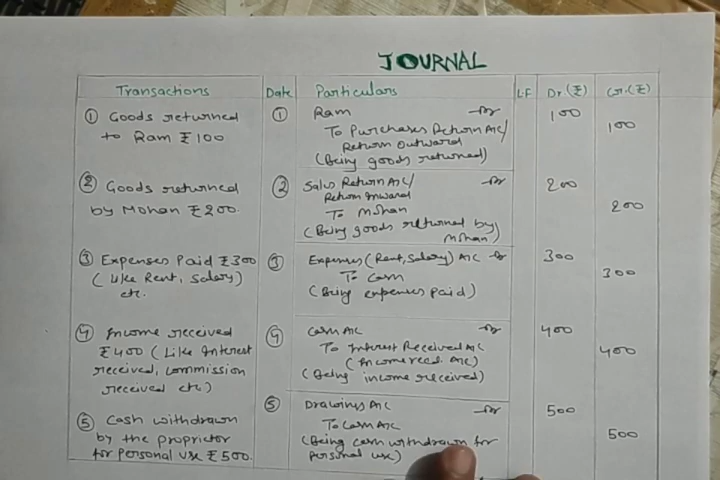 JOURNAL
Transactions Date Particulars L.F Dr.(₹) Cr.(₹)
① Goods returned
to Ram ₹100
① Ram Dr 100
To Purchases Return A/c/ 100
Return Outward
(Being goods returned)
② Goods returned
by Mohan ₹200.
② Sales Return A/c/ Dr 200
Return Inward
To Mohan 200
(Being goods returned by
Mohan)
③ Expenses Paid ₹300
(Like Rent, Salary)
etc.
③ Expenses (Rent, Salary) A/c Dr 300
To Cash 300
(Being expenses paid)
④ Income received
₹400 (Like Interest
received, commission
received etc)
④ Cash A/c Dr 400
To Interest Received A/c 400
(Income recd. A/c)
(Being income received)
⑤ Cash withdrawn
by the proprietor
for personal use ₹500.
⑤ Drawings A/c Dr 500
To Cash A/c 500
(Being cash withdrawn for
personal use)